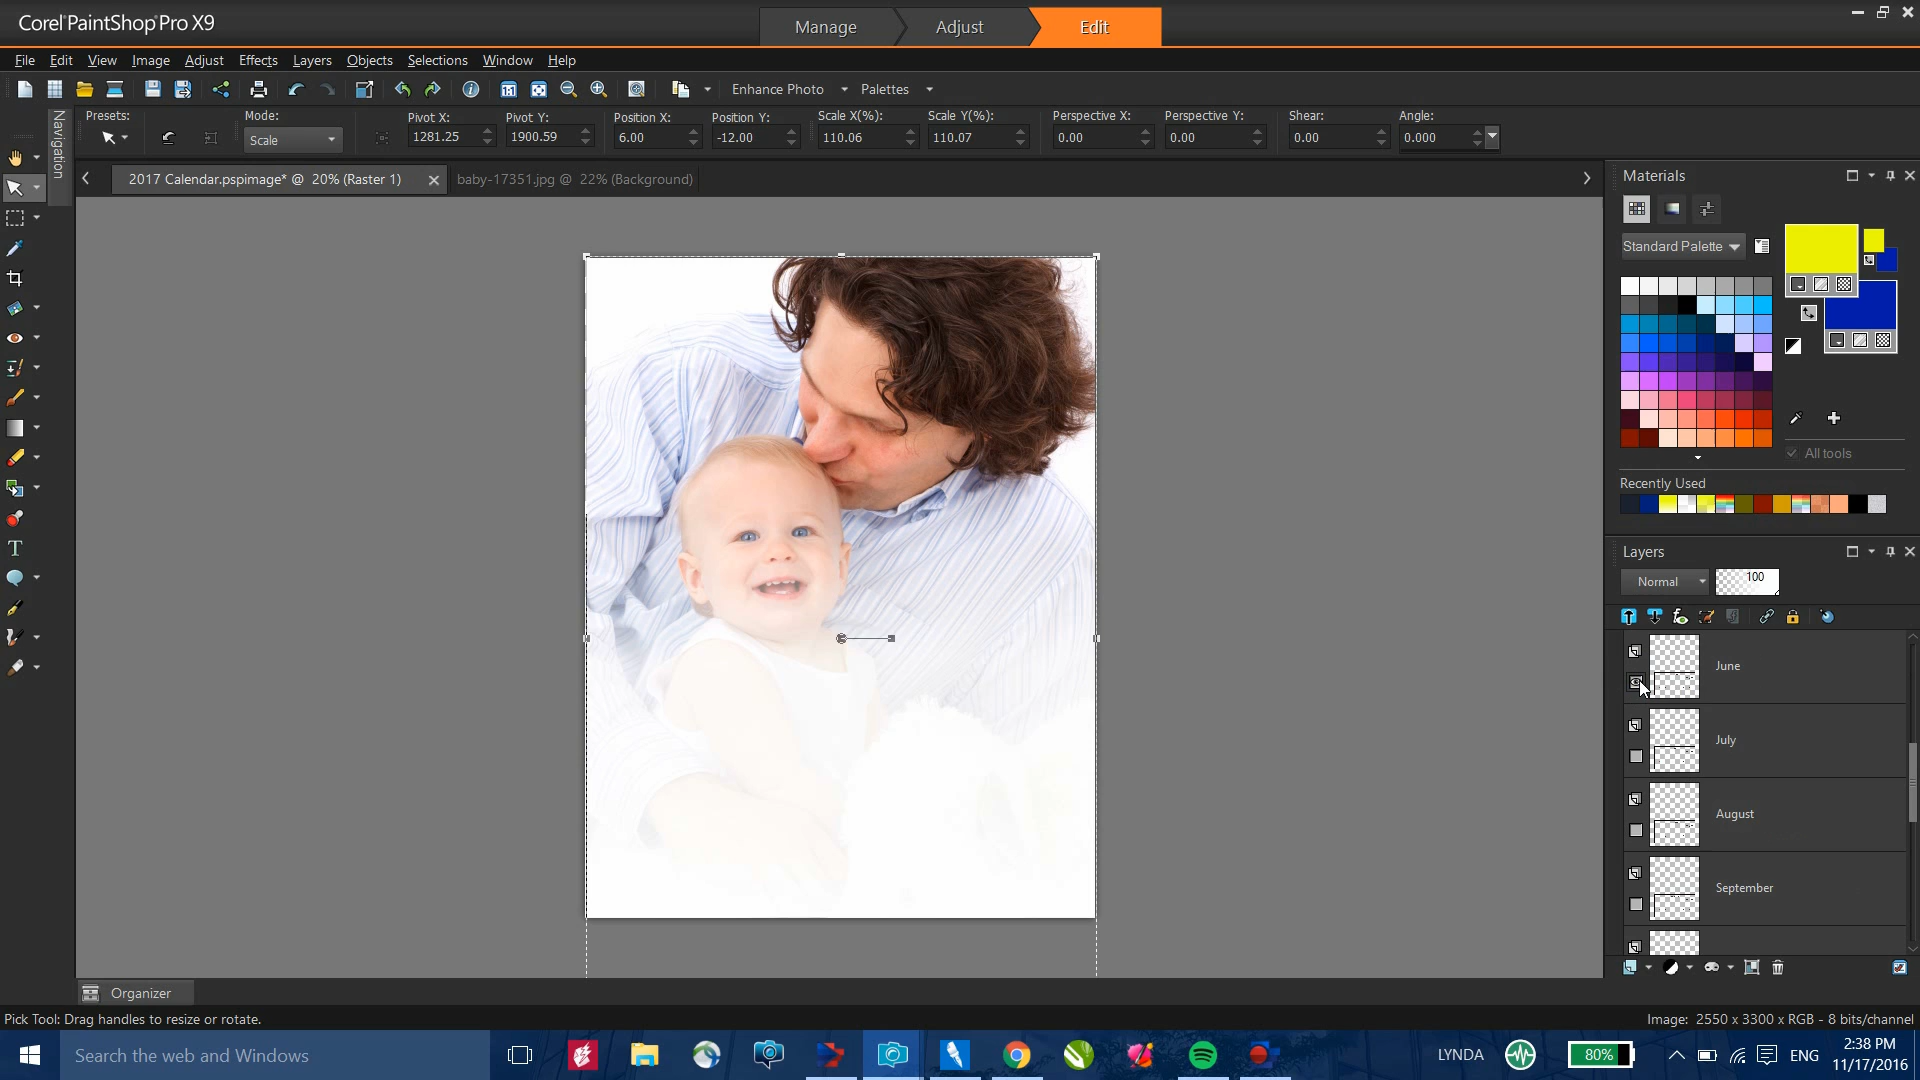 Corel PaintShop Pro X9
Manage
Adjust
Edit
File Edit View Image Adjust Effects Layers Objects Selections Window Help
Enhance Photo
Palettes
Presets:
Mode:
Scale
Pivot X:
1281.25
Pivot Y:
1900.59
Position X:
6.00
Position Y:
-12.00
Scale X(%):
110.06
Scale Y(%):
110.07
Perspective X:
0.00
Perspective Y:
0.00
Shear:
0.00
Angle:
0.000
Navigation
2017 Calendar.pspimage* @ 20% (Raster 1)
baby-17351.jpg @ 22% (Background)
Materials
Standard Palette
All tools
Recently Used
Layers
Normal
100
June
July
August
September
Organizer
Pick Tool: Drag handles to resize or rotate.
Image: 2550 x 3300 x RGB - 8 bits/channel
Search the web and Windows
LYNDA
80%
ENG
2:38 PM
11/17/2016